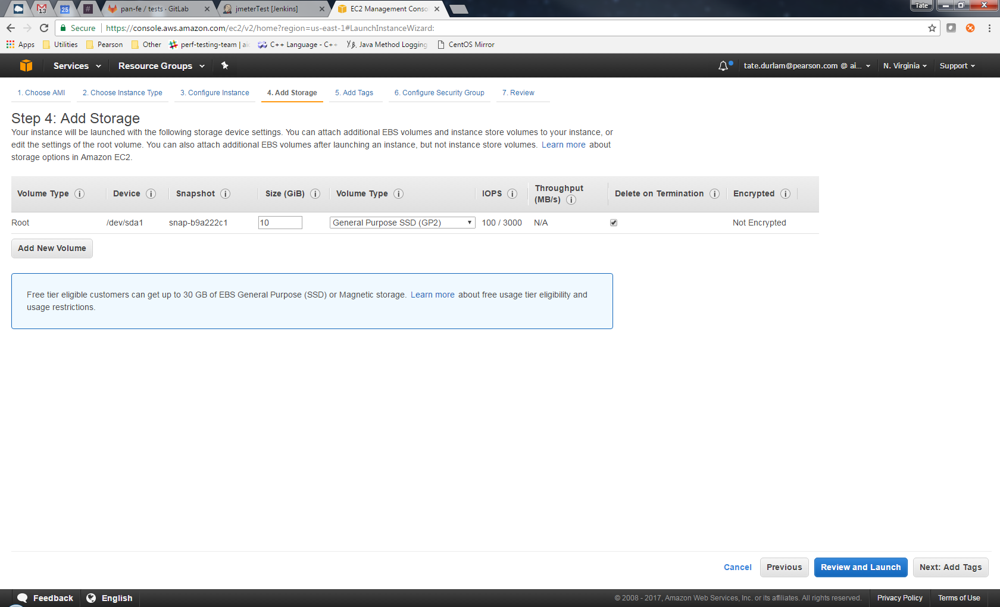 Tate
13
25
#
pan-fe / tests · GitLab
jmeterTest [Jenkins]
EC2 Management Conso
Secure
https://console.aws.amazon.com/ec2/v2/home?region=us-east-1#LaunchInstanceWizard:
Apps
Utilities
Pearson
Other
perf-testing-team | aic
C++ Language - C++
Java Method Logging
CentOS Mirror
Services
Resource Groups
tate.durlam@pearson.com @ ai...
N. Virginia
Support
1. Choose AMI
2. Choose Instance Type
3. Configure Instance
4. Add Storage
5. Add Tags
6. Configure Security Group
7. Review
Step 4: Add Storage
Your instance will be launched with the following storage device settings. You can attach additional EBS volumes and instance store volumes to your instance, or
edit the settings of the root volume. You can also attach additional EBS volumes after launching an instance, but not instance store volumes. Learn more about
storage options in Amazon EC2.
Volume Type
Device
Snapshot
Size (GiB)
Volume Type
IOPS
Throughput
(MB/s)
Delete on Termination
Encrypted
Root
/dev/sda1
snap-b9a222c1
10
General Purpose SSD (GP2)
100 / 3000
N/A
Not Encrypted
Add New Volume
Free tier eligible customers can get up to 30 GB of EBS General Purpose (SSD) or Magnetic storage. Learn more about free usage tier eligibility and
usage restrictions.
Cancel
Previous
Review and Launch
Next: Add Tags
Feedback
English
© 2008 - 2017, Amazon Web Services, Inc. or its affiliates. All rights reserved.
Privacy Policy
Terms of Use